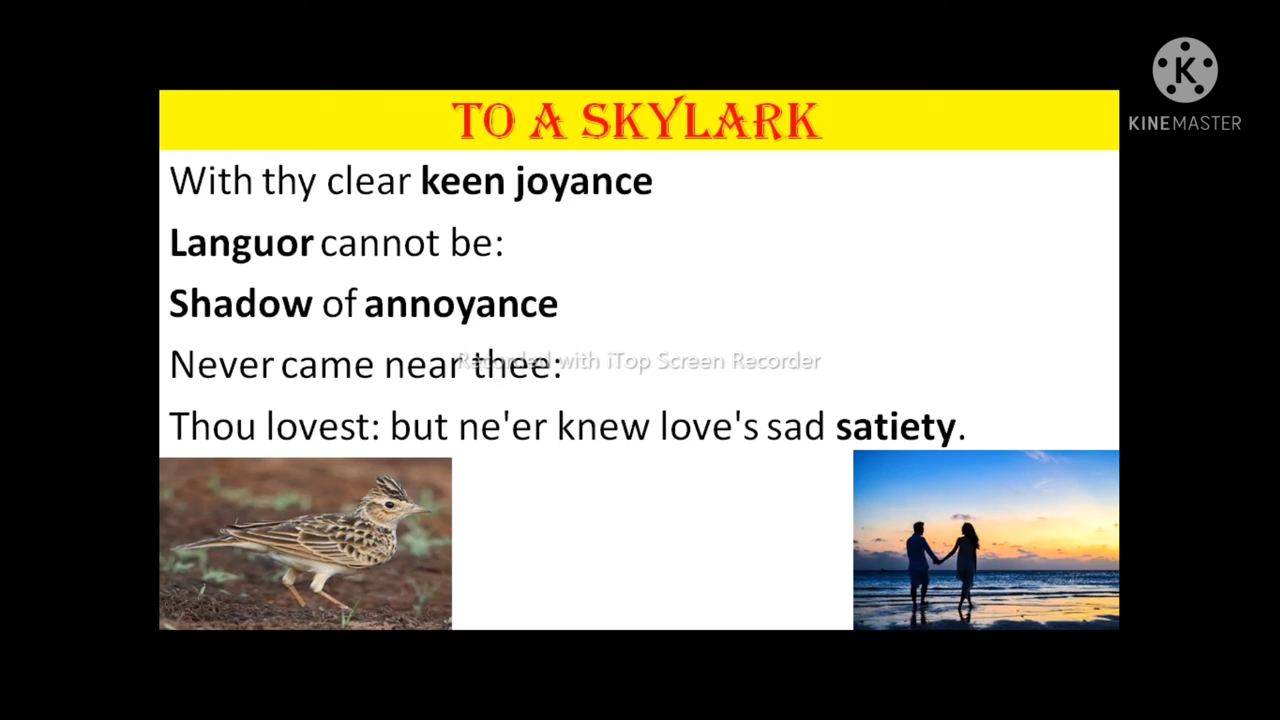 TO A SKYLARK
K
KINEMASTER
With thy clear keen joyance
Languor cannot be:
Shadow of annoyance
Never came near thee:
Recorded with iTop Screen Recorder
Thou lovest: but ne'er knew love's sad satiety.